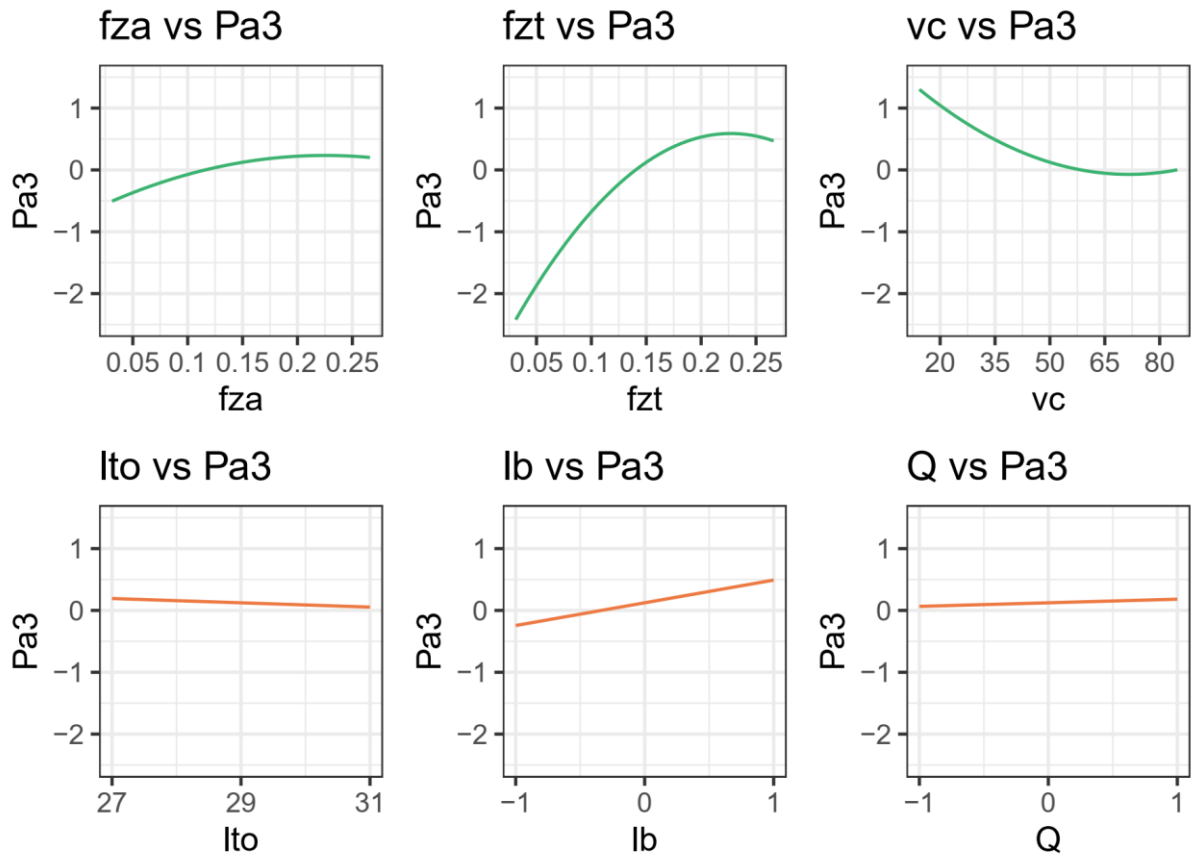 fza vs Pa3
fzt vs Pa3
vc vs Pa3
1
0
−1
−2
Pa3
0.05 0.1 0.15 0.2 0.25
fza
1
0
−1
−2
Pa3
0.05 0.1 0.15 0.2 0.25
fzt
1
0
−1
−2
Pa3
20 35 50 65 80
vc
lto vs Pa3
lb vs Pa3
Q vs Pa3
1
0
−1
−2
Pa3
27 29 31
lto
1
0
−1
−2
Pa3
−1 0 1
lb
1
0
−1
−2
Pa3
−1 0 1
Q